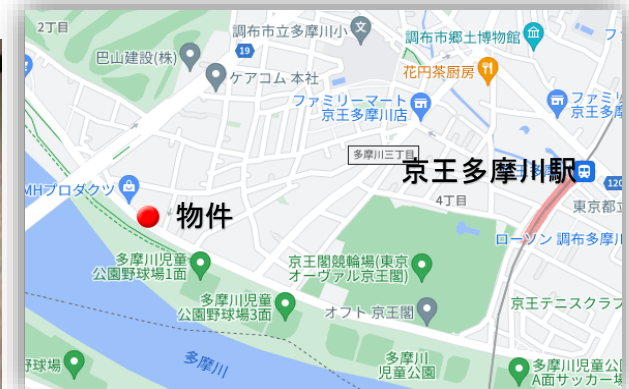 2丁目
調布市立多摩川小
調布市郷土博物館
巴山建設(株)
19
ケアコム 本社
花円茶厨房
ファミリーマート
京王多摩川店
ファミリ
京王多摩
多摩川三丁目
京王多摩川駅
120
MHプロダクツ
4丁目
東京都立
物件
ローソン 調布多摩川
多摩川児童
公園野球場1面
京王閣競輪場(東京
オーヴァル京王閣)
多摩川児童
公園野球場3面
オフト 京王閣
京王テニスクラブ
野球場
多摩川
多摩川
児童公園
多摩川児童公園
A面サッカー場